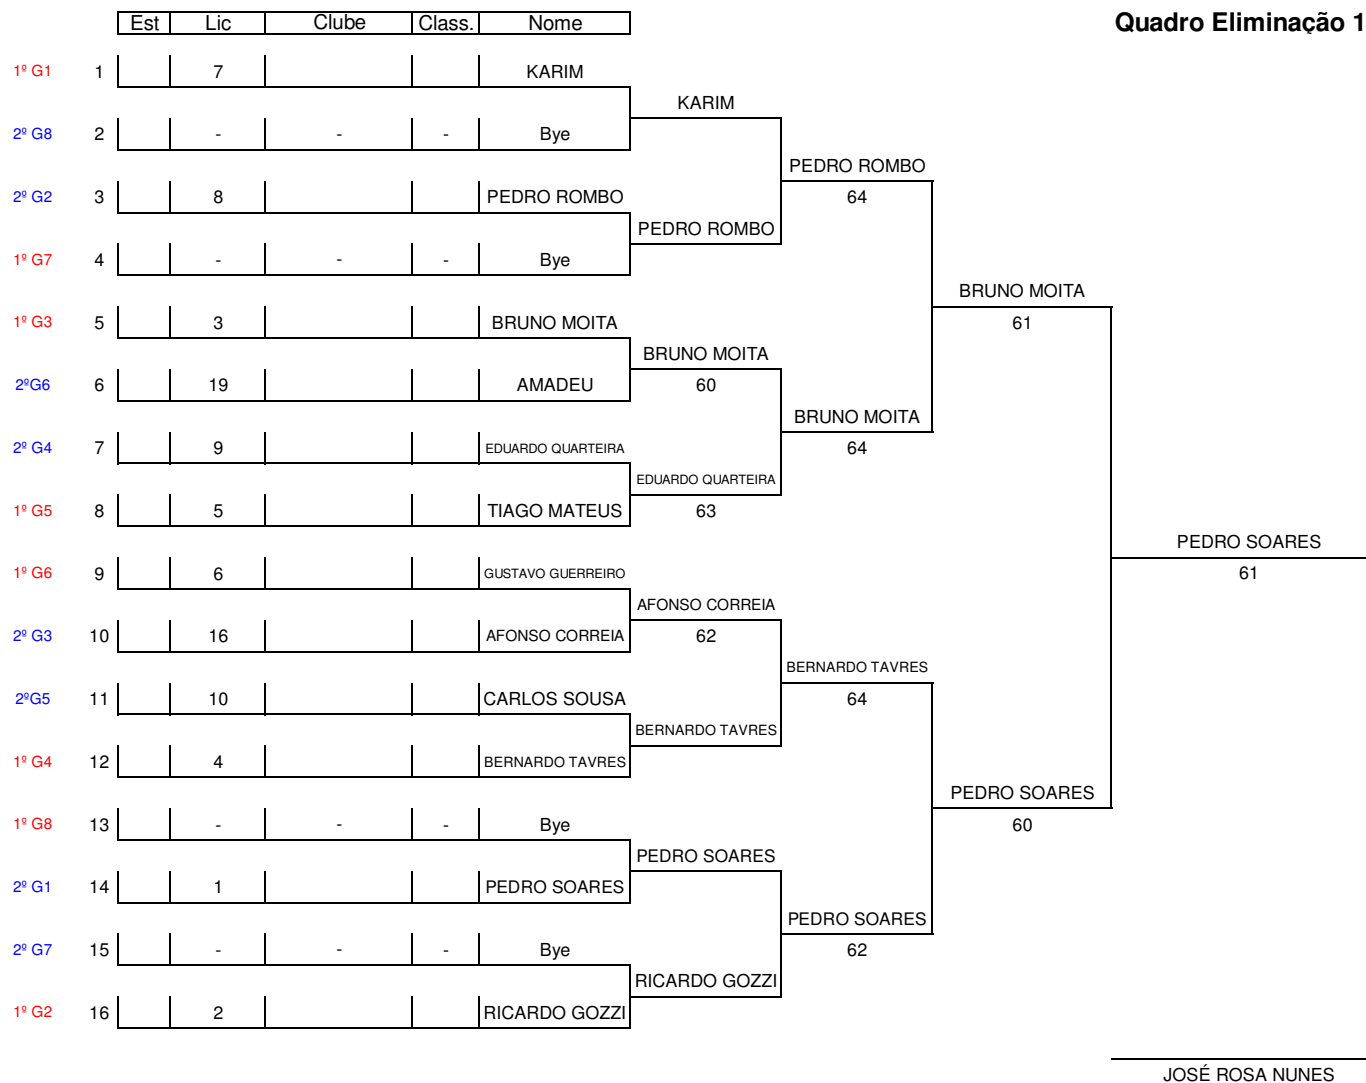 Est Lic Clube Class. Nome Quadro Eliminação 1
1º G1 1 7 KARIM
KARIM
2º G8 2 - - - Bye
PEDRO ROMBO
2º G2 3 8 PEDRO ROMBO 64
PEDRO ROMBO
1º G7 4 - - - Bye
BRUNO MOITA
1º G3 5 3 BRUNO MOITA 61
BRUNO MOITA
2ºG6 6 19 AMADEU 60
BRUNO MOITA
2º G4 7 9 EDUARDO QUARTEIRA 64
EDUARDO QUARTEIRA
1º G5 8 5 TIAGO MATEUS 63
PEDRO SOARES
1º G6 9 6 GUSTAVO GUERREIRO 61
AFONSO CORREIA
2º G3 10 16 AFONSO CORREIA 62
BERNARDO TAVRES
2ºG5 11 10 CARLOS SOUSA 64
BERNARDO TAVRES
1º G4 12 4 BERNARDO TAVRES
PEDRO SOARES
1º G8 13 - - - Bye 60
PEDRO SOARES
2º G1 14 1 PEDRO SOARES
PEDRO SOARES
2º G7 15 - - - Bye 62
RICARDO GOZZI
1º G2 16 2 RICARDO GOZZI
JOSÉ ROSA NUNES